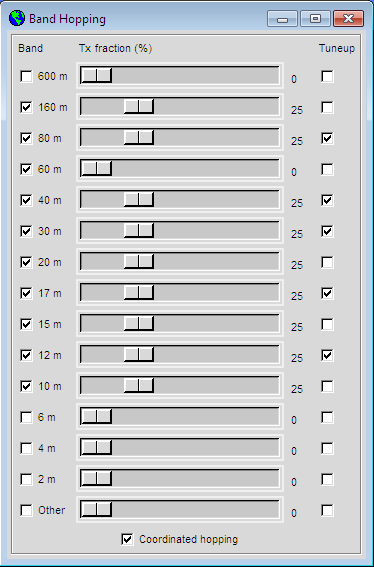 Band Hopping
Band Tx fraction (%) Tuneup
600 m 0
160 m 25
80 m 25
60 m 0
40 m 25
30 m 25
20 m 25
17 m 25
15 m 25
12 m 25
10 m 25
6 m 0
4 m 0
2 m 0
Other 0
Coordinated hopping